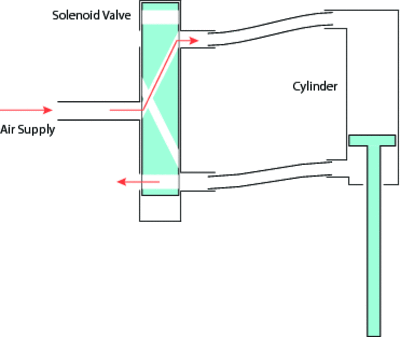 Solenoid Valve
Cylinder
Air Supply